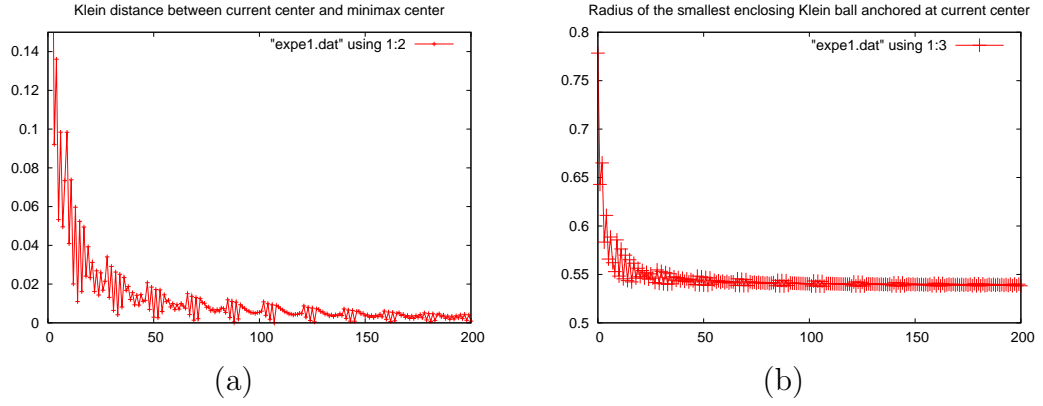 Klein distance between current center and minimax center
"expe1.dat" using 1:2
0.14
0.12
0.1
0.08
0.06
0.04
0.02
0
0 50 100 150 200
(a)
Radius of the smallest enclosing Klein ball anchored at current center
"expe1.dat" using 1:3
0.8
0.75
0.7
0.65
0.6
0.55
0.5
0 50 100 150 200
(b)